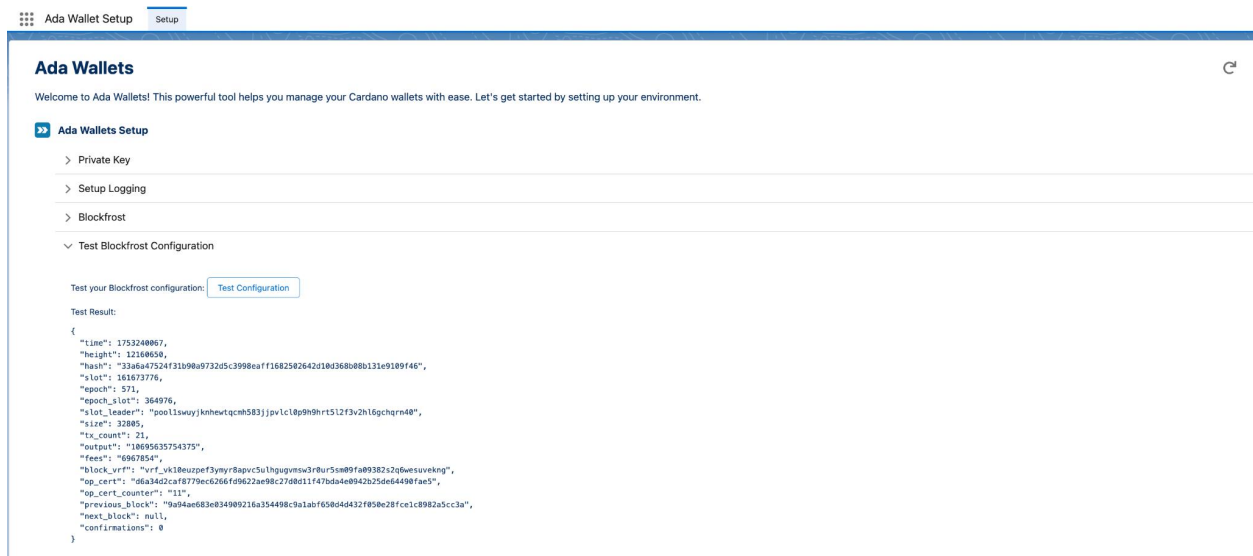 Ada Wallet Setup
Setup
Ada Wallets
Welcome to Ada Wallets! This powerful tool helps you manage your Cardano wallets with ease. Let's get started by setting up your environment.
Ada Wallets Setup
Private Key
Setup Logging
Blockfrost
Test Blockfrost Configuration
Test your Blockfrost configuration: Test Configuration
Test Result:
{
"time": 1753240067,
"height": 12160650,
"hash": "33a6a47524f31b90a9732d5c3998eaff1682502642d10d368b08b131e9109f46",
"slot": 161673776,
"epoch": 571,
"epoch_slot": 364976,
"slot_leader": "pool1swuyjknhewtqcmh583jjpvlcl0p9h9hrt5l2f3v2hl6gchqrn40",
"size": 32805,
"tx_count": 21,
"output": "10695635754375",
"fees": "6967854",
"block_vrf": "vrf_vk10euzpef3ymyr8apvc5ulhgugvmsw3r0ur5sm09fa09382s2q6wesuvekng",
"op_cert": "d6a34d2caf8779ec6266fd9622ae98c27d0d11f47bda4e0942b25de64490fae5",
"op_cert_counter": "11",
"previous_block": "9a94ae683e034909216a354498c9a1abf650d4d432f050e28fce1c8982a5cc3a",
"next_block": null,
"confirmations": 0
}